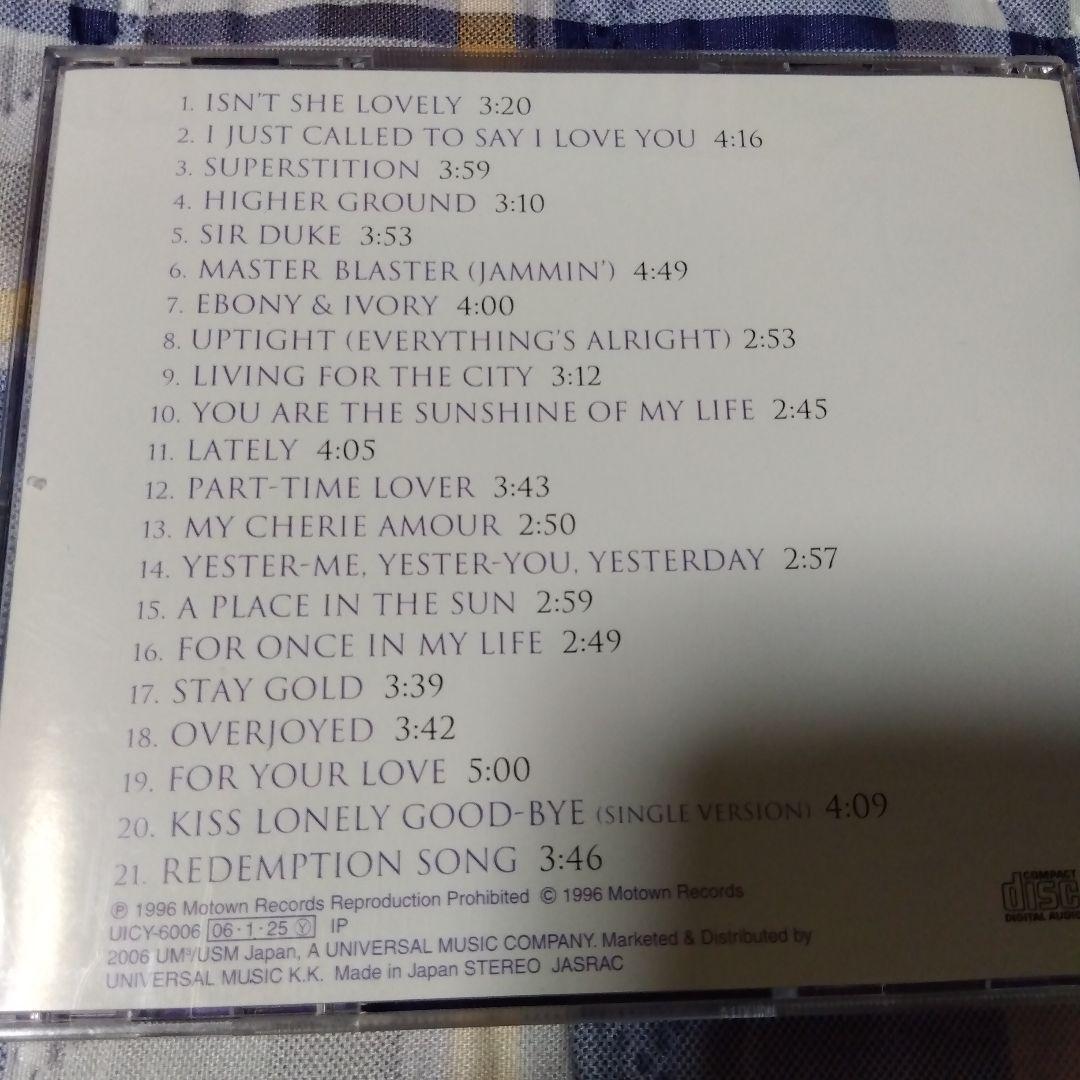 1. ISN'T SHE LOVELY 3:20
2. I JUST CALLED TO SAY I LOVE YOU 4:16
3. SUPERSTITION 3:59
4. HIGHER GROUND 3:10
5. SIR DUKE 3:53
6. MASTER BLASTER (JAMMIN') 4:49
7. EBONY & IVORY 4:00
8. UPTIGHT (EVERYTHING'S ALRIGHT) 2:53
9. LIVING FOR THE CITY 3:12
10. YOU ARE THE SUNSHINE OF MY LIFE 2:45
11. LATELY 4:05
12. PART-TIME LOVER 3:43
13. MY CHERIE AMOUR 2:50
14. YESTER-ME, YESTER-YOU, YESTERDAY 2:57
15. A PLACE IN THE SUN 2:59
16. FOR ONCE IN MY LIFE 2:49
17. STAY GOLD 3:39
18. OVERJOYED 3:42
19. FOR YOUR LOVE 5:00
20. KISS LONELY GOOD-BYE (SINGLE VERSION) 4:09
21. REDEMPTION SONG 3:46
℗ 1996 Motown Records Reproduction Prohibited © 1996 Motown Records
UICY-6006 06·1·25 Ⓨ IP
2006 UM³/USM Japan, A UNIVERSAL MUSIC COMPANY. Marketed & Distributed by
UNIVERSAL MUSIC K.K. Made in Japan STEREO JASRAC
COMPACT
disc
DIGITAL AUDIO